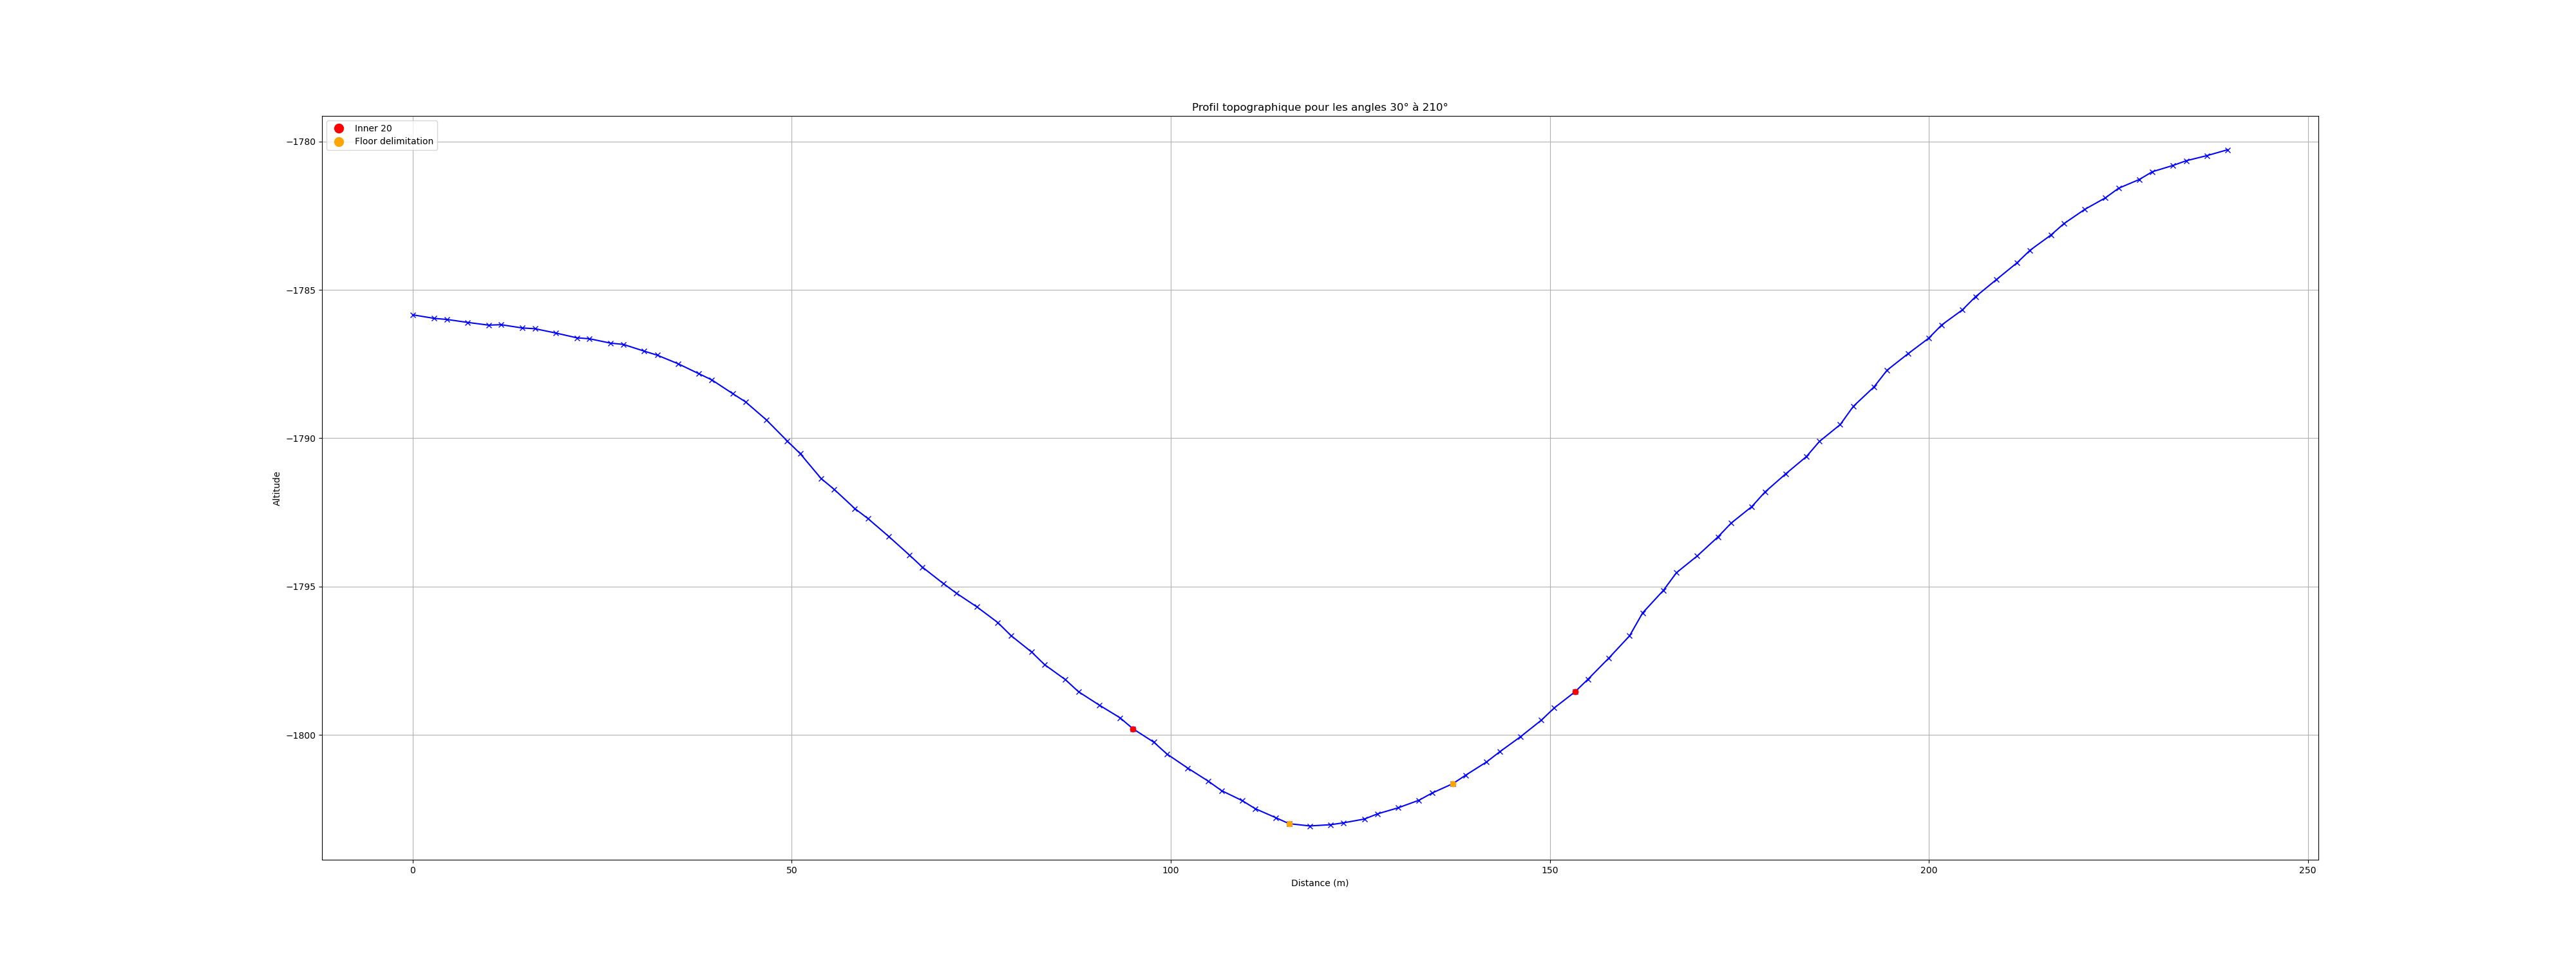 Profil topographique pour les angles 30° à 210°
Inner 20
Floor delimitation
−1780
−1785
−1790
−1795
−1800
Altitude
0 50 100 150 200 250
Distance (m)